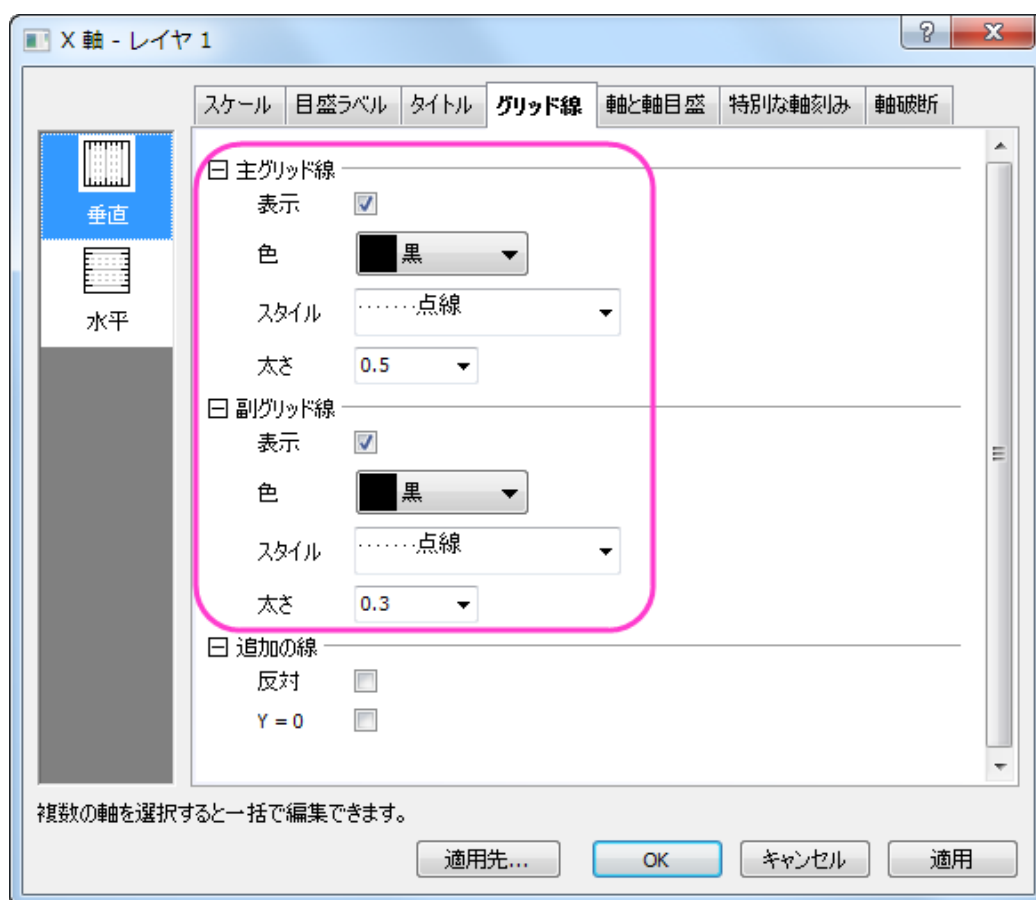 X 軸 - レイヤ 1
スケール 目盛ラベル タイトル グリッド線 軸と軸目盛 特別な軸刻み 軸破断
垂直
水平
主グリッド線
表示
色 黒
スタイル ·······点線
太さ 0.5
副グリッド線
表示
色 黒
スタイル ·······点線
太さ 0.3
追加の線
反対
Y = 0
複数の軸を選択すると一括で編集できます。
適用先... OK キャンセル 適用